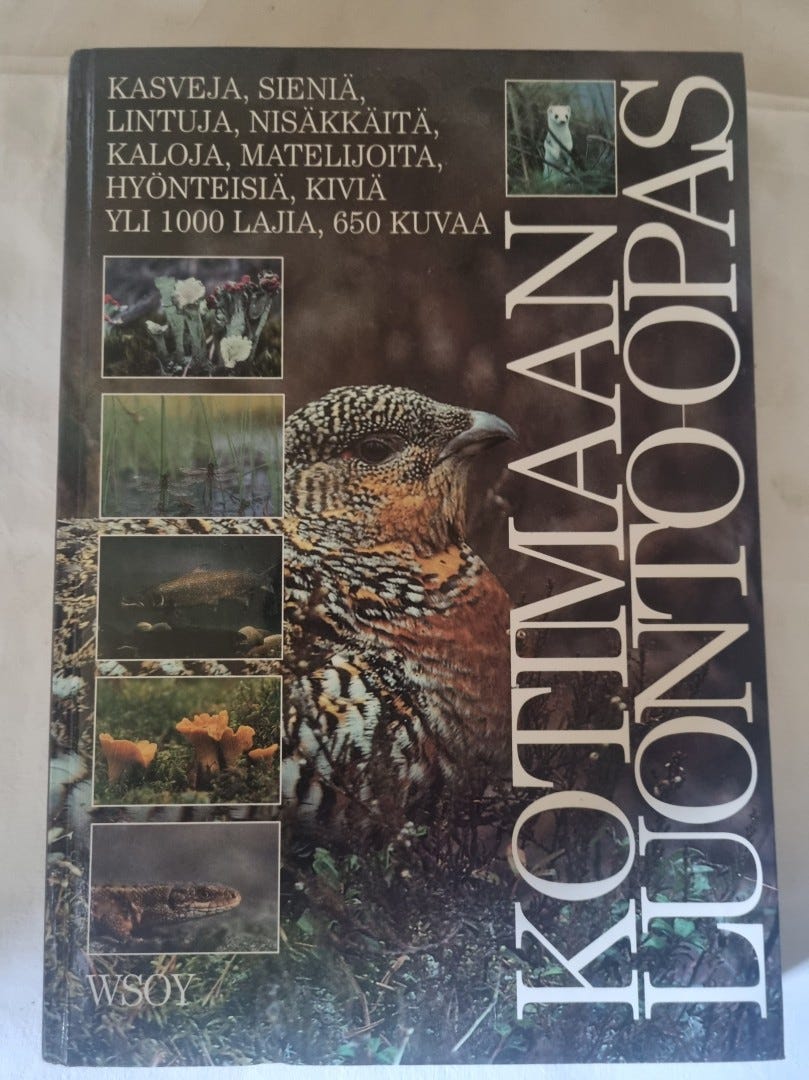 KASVEJA, SIENIÄ,
LINTUJA, NISÄKKÄITÄ,
KALOJA, MATELIJOITA,
HYÖNTEISIÄ, KIVIÄ
YLI 1000 LAJIA, 650 KUVAA
KOTIMAAN
LUONTO-OPAS
WSOY